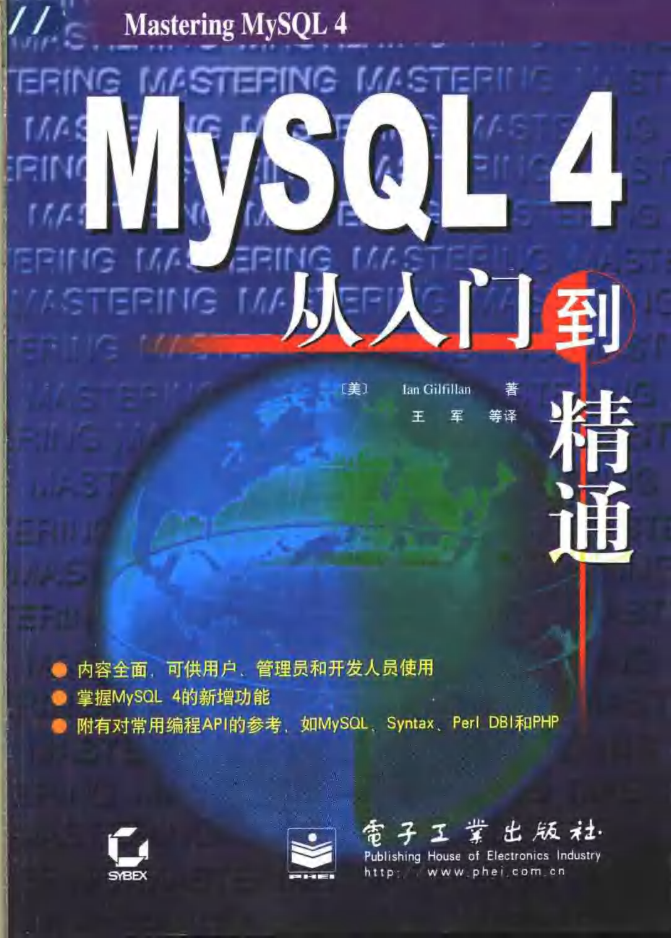 Mastering MySQL 4
MySQL 4
从入门到
精通
〔美〕 Ian Gilfillan 著
王 军 等译
内容全面、可供用户、管理员和开发人员使用
掌握MySQL 4的新增功能
附有对常用编程API的参考、如MySQL、Syntax、Perl DBI和PHP
SYBEX
PHEI
電子工業出版社.
Publishing House of Electronics Industry
http://www.phei.com.cn